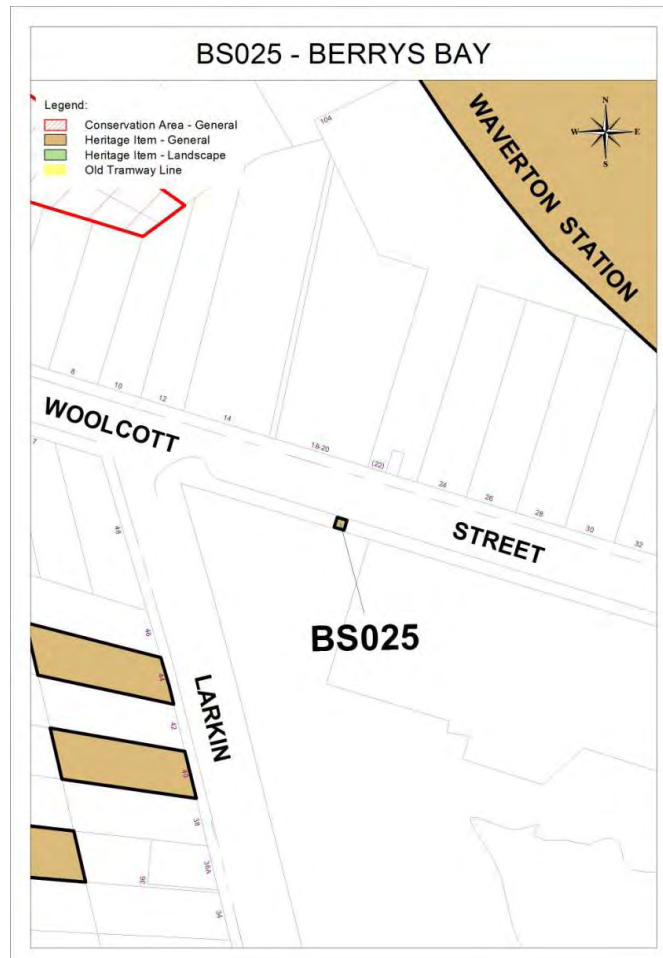 BS025 - BERRYS BAY
Legend:
Conservation Area - General
Heritage Item - General
Heritage Item - Landscape
Old Tramway Line
104
N
W
E
S
WAVERTON STATION
8
10
12
14
18-20
(22)
24
26
28
30
32
WOOLCOTT
STREET
7
48
BS025
46
44
42
40
38
38A
36
34
LARKIN